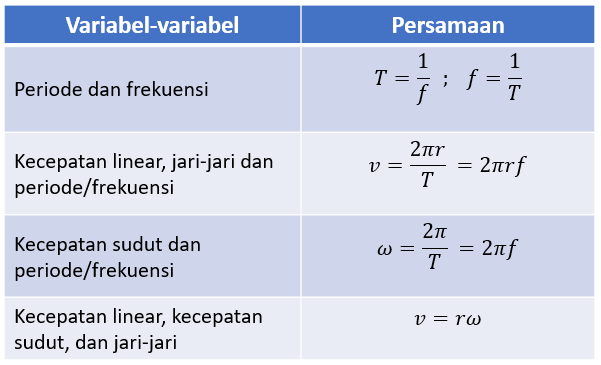 Variabel-variabel Persamaan
Periode dan frekuensi T = 1/f ; f = 1/T
Kecepatan linear, jari-jari dan
periode/frekuensi v = 2πr/T = 2πrf
Kecepatan sudut dan
periode/frekuensi ω = 2π/T = 2πf
Kecepatan linear, kecepatan
sudut, dan jari-jari v = rω